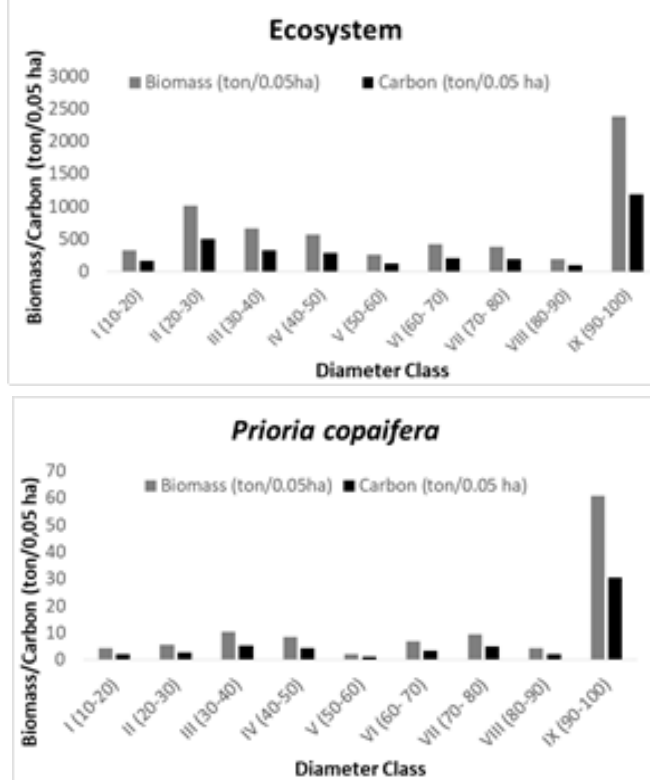 Ecosystem
Biomass/Carbon (ton/0,05 ha)
3000
2500
2000
1500
1000
500
0
Biomass (ton/0.05ha) Carbon (ton/0.05 ha)
I (10-20)
II (20-30)
III (30-40)
IV (40-50)
V (50-60)
VI (60- 70)
VII (70- 80)
VIII (80-90)
IX (90-100)
Diameter Class
Prioria copaifera
Biomass/Carbon (ton/0,05 ha)
70
60
50
40
30
20
10
0
Biomass (ton/0.05ha) Carbon (ton/0.05 ha)
I (10-20)
II (20-30)
III (30-40)
IV (40-50)
V (50-60)
VI (60- 70)
VII (70- 80)
VIII (80-90)
IX (90-100)
Diameter Class